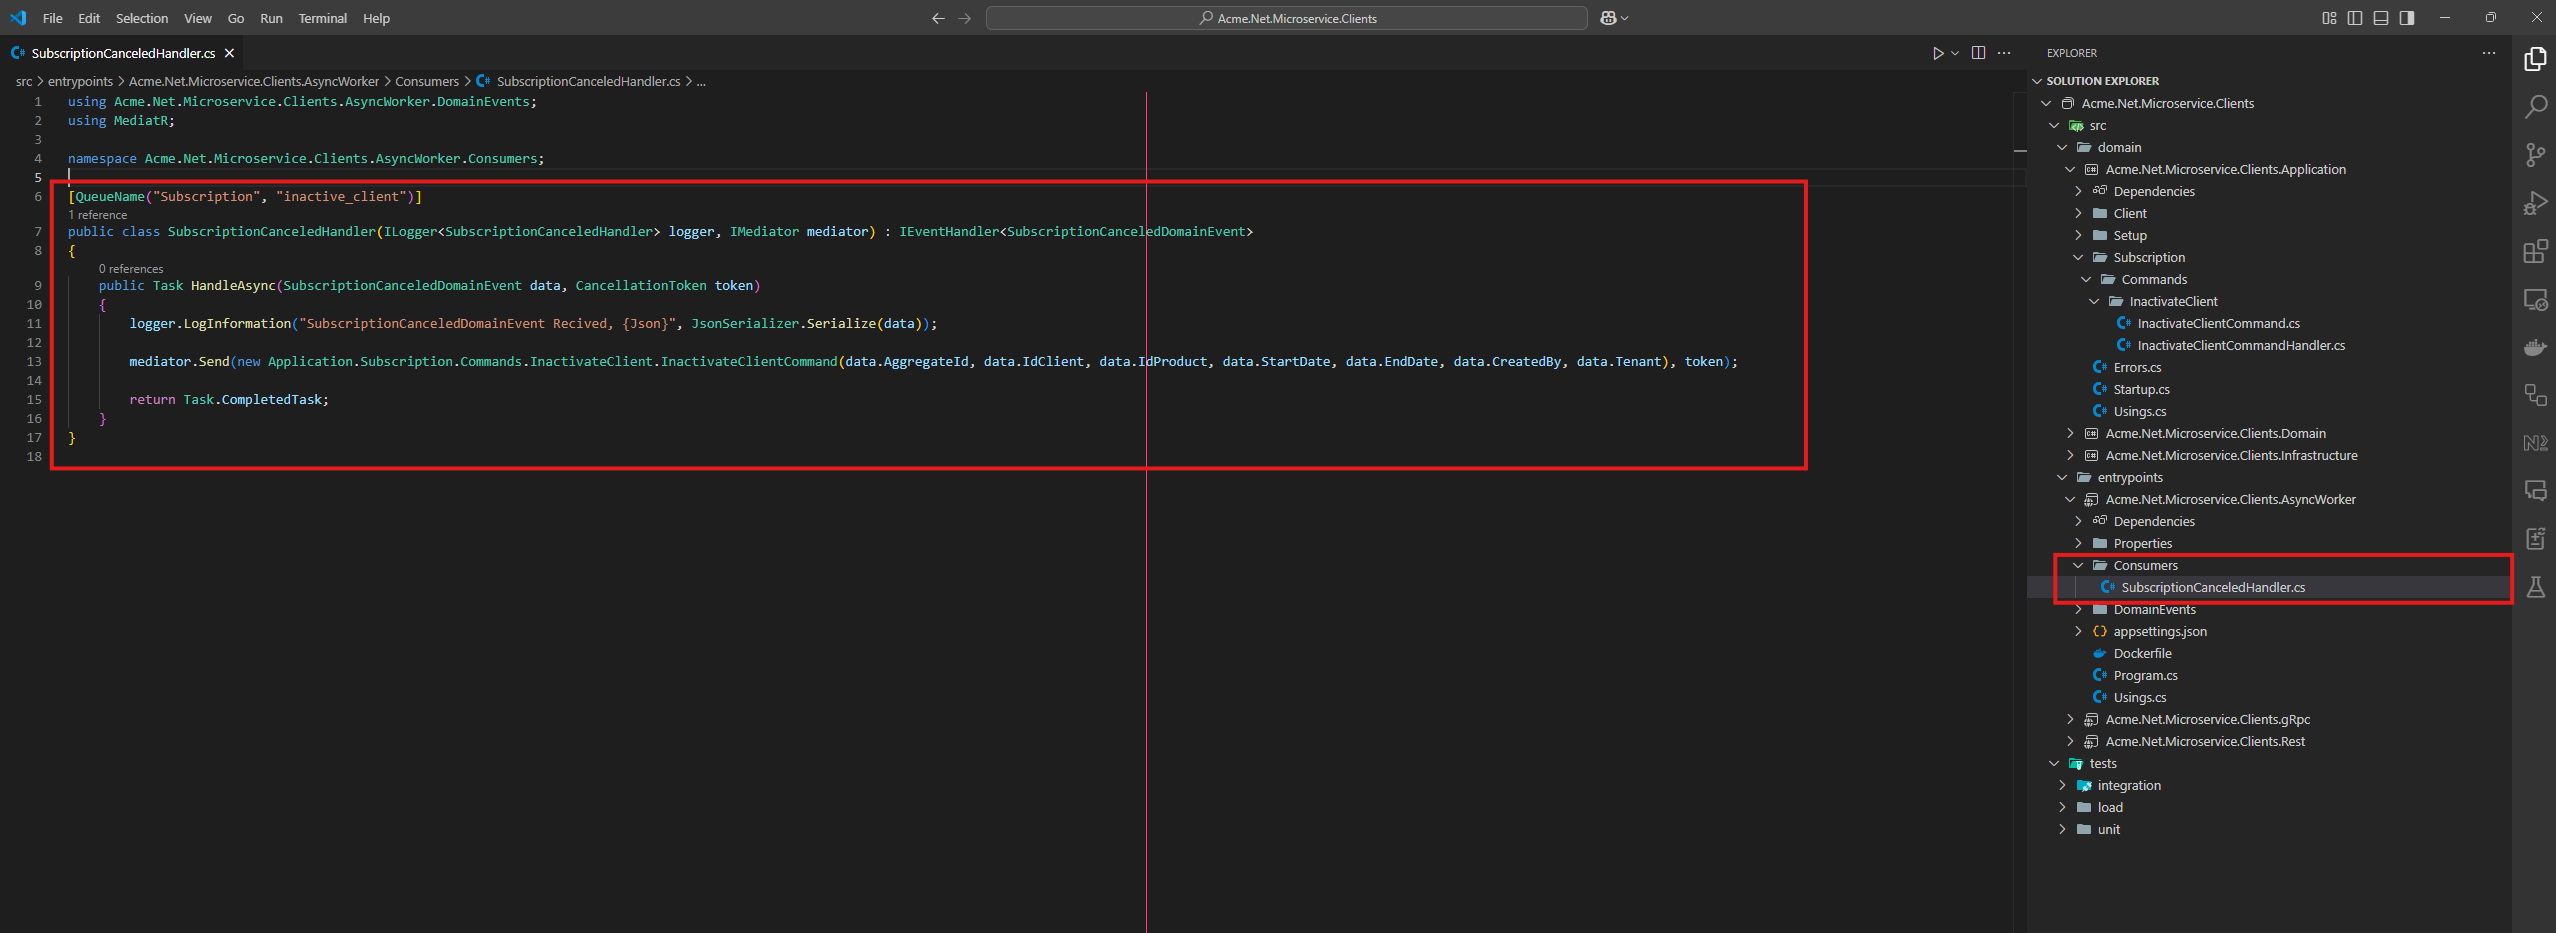 File Edit Selection View Go Run Terminal Help
Acme.Net.Microservice.Clients
SubscriptionCanceledHandler.cs
src > entrypoints > Acme.Net.Microservice.Clients.AsyncWorker > Consumers > SubscriptionCanceledHandler.cs > ...
1 using Acme.Net.Microservice.Clients.AsyncWorker.DomainEvents;
2 using MediatR;
3
4 namespace Acme.Net.Microservice.Clients.AsyncWorker.Consumers;
5
6 [QueueName("Subscription", "inactive_client")]
1 reference
7 public class SubscriptionCanceledHandler(ILogger<SubscriptionCanceledHandler> logger, IMediator mediator) : IEventHandler<SubscriptionCanceledDomainEvent>
8 {
0 references
9 public Task HandleAsync(SubscriptionCanceledDomainEvent data, CancellationToken token)
10 {
11 logger.LogInformation("SubscriptionCanceledDomainEvent Recived, {Json}", JsonSerializer.Serialize(data));
12
13 mediator.Send(new Application.Subscription.Commands.InactivateClient.InactivateClientCommand(data.AggregateId, data.IdClient, data.IdProduct, data.StartDate, data.EndDate, data.CreatedBy, data.Tenant), token);
14
15 return Task.CompletedTask;
16 }
17 }
18
EXPLORER
SOLUTION EXPLORER
Acme.Net.Microservice.Clients
src
domain
Acme.Net.Microservice.Clients.Application
Dependencies
Client
Setup
Subscription
Commands
InactivateClient
InactivateClientCommand.cs
InactivateClientCommandHandler.cs
Errors.cs
Startup.cs
Usings.cs
Acme.Net.Microservice.Clients.Domain
Acme.Net.Microservice.Clients.Infrastructure
entrypoints
Acme.Net.Microservice.Clients.AsyncWorker
Dependencies
Properties
Consumers
SubscriptionCanceledHandler.cs
DomainEvents
appsettings.json
Dockerfile
Program.cs
Usings.cs
Acme.Net.Microservice.Clients.gRpc
Acme.Net.Microservice.Clients.Rest
tests
integration
load
unit